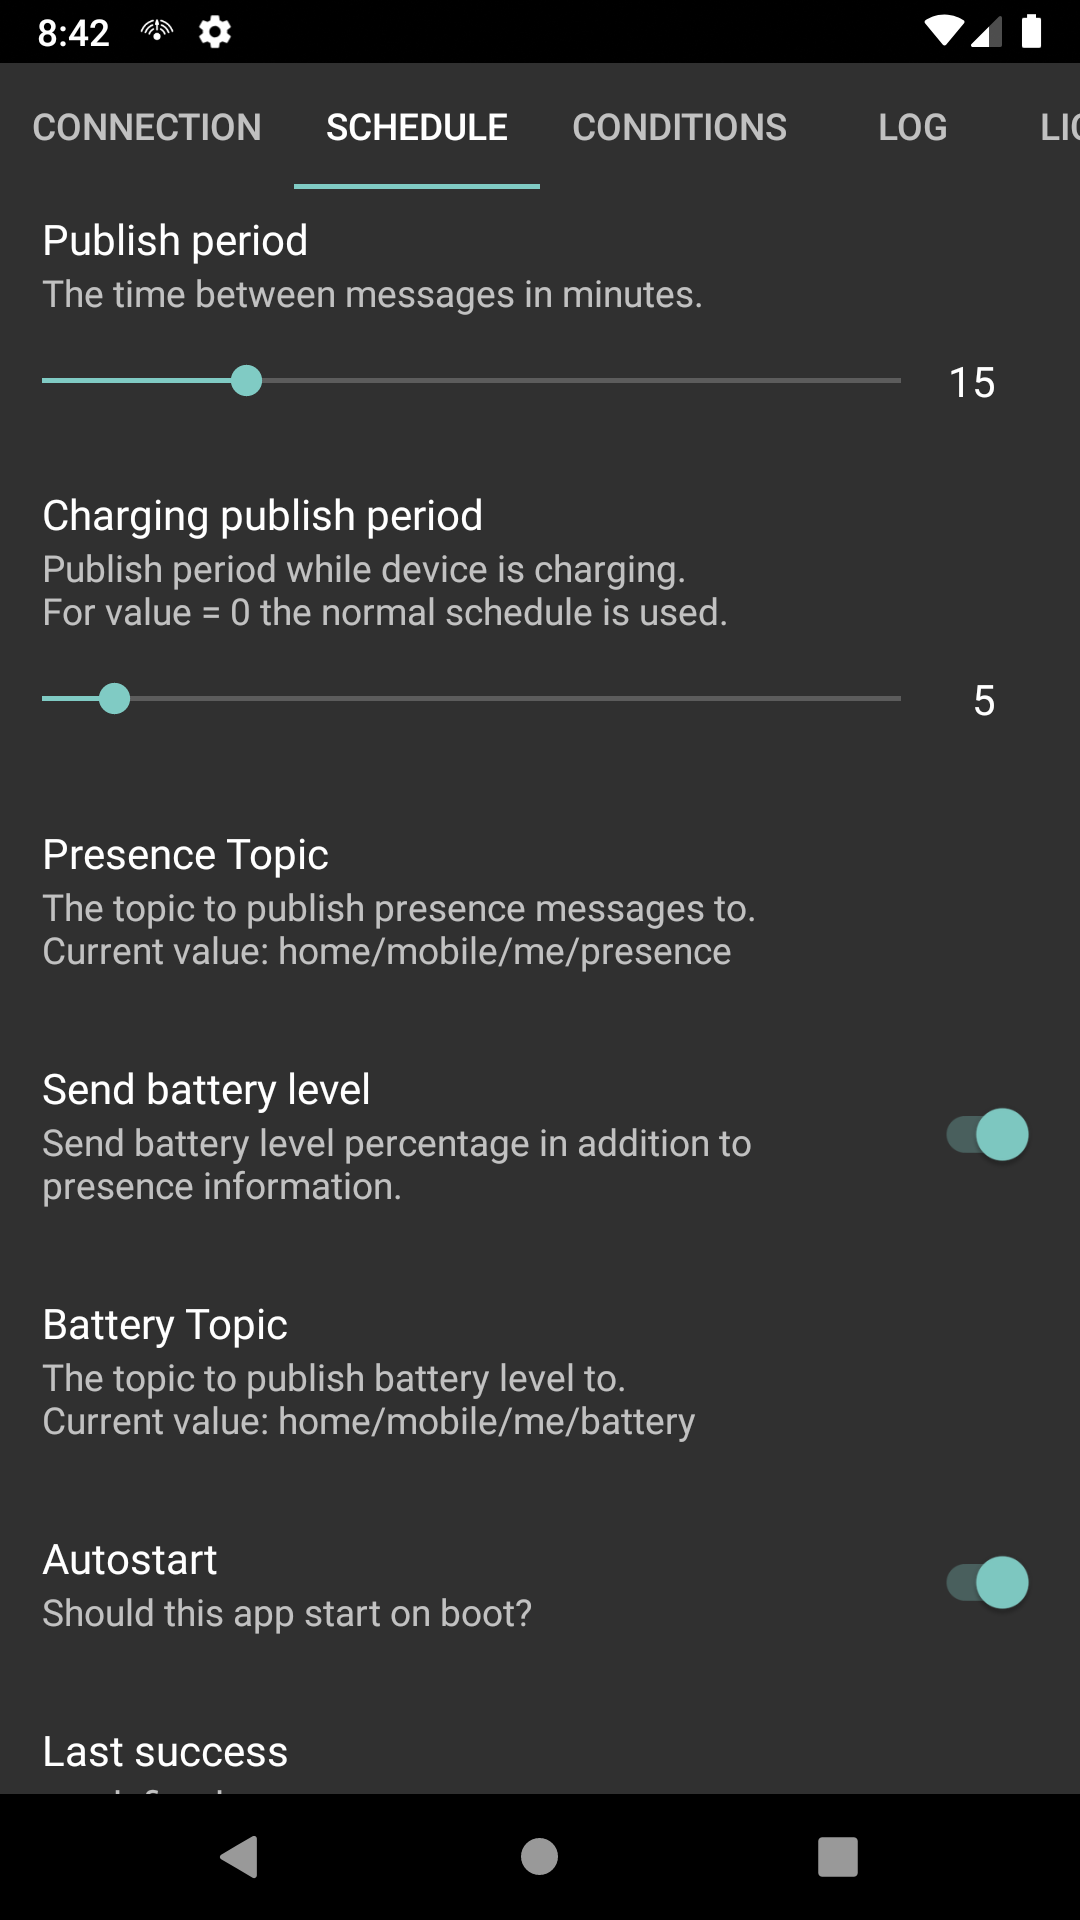 8:42
CONNECTION SCHEDULE CONDITIONS LOG
Publish period
The time between messages in minutes.
15
Charging publish period
Publish period while device is charging.
For value = 0 the normal schedule is used.
5
Presence Topic
The topic to publish presence messages to.
Current value: home/mobile/me/presence
Send battery level
Send battery level percentage in addition to
presence information.
Battery Topic
The topic to publish battery level to.
Current value: home/mobile/me/battery
Autostart
Should this app start on boot?
Last success